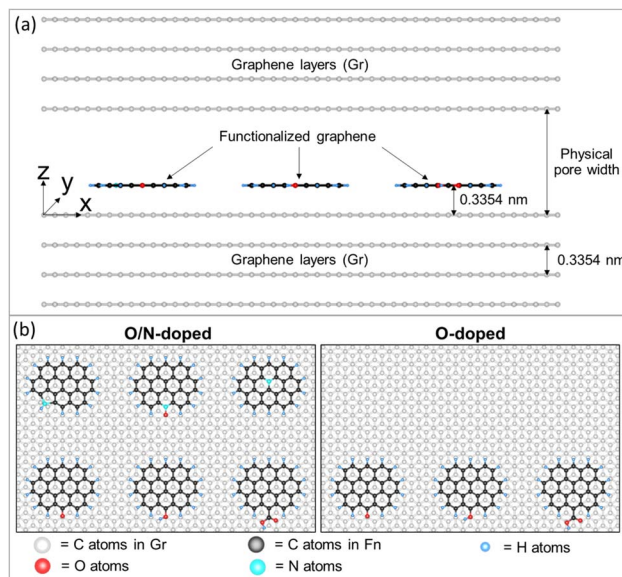 (a)
Graphene layers (Gr)
Functionalized graphene
Physical
pore width
z
y
x
0.3354 nm
Graphene layers (Gr)
0.3354 nm
(b)
O/N-doped
O-doped
= C atoms in Gr
= C atoms in Fn
= H atoms
= O atoms
= N atoms